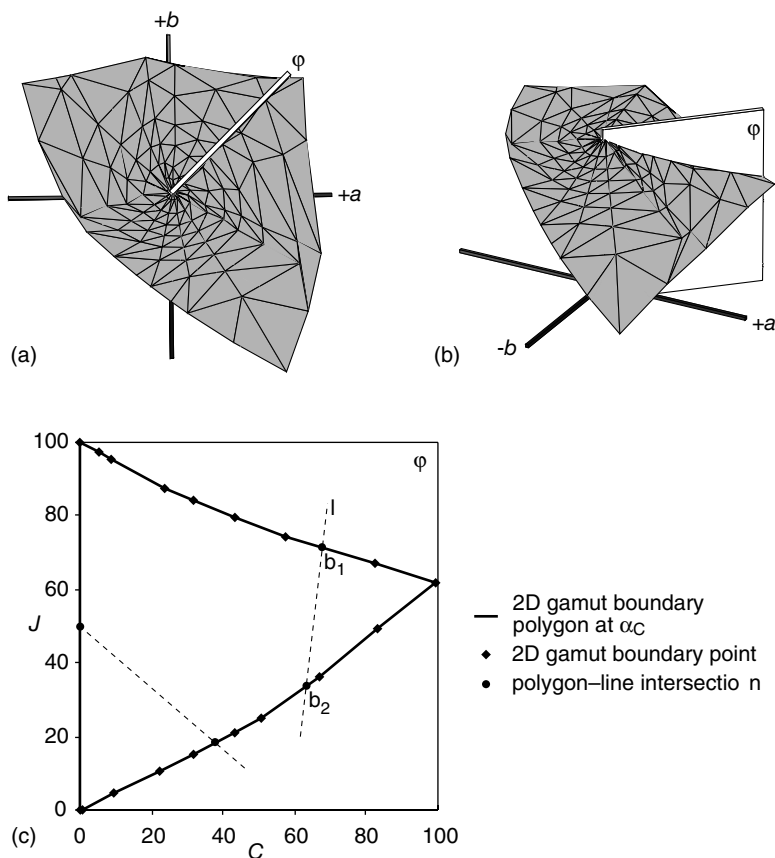 +b
φ
+a
(a)
φ
+a
-b
(b)
100
80
60
J
40
20
0
φ
l
b1
b2
0 20 40 60 80 100
C
(c)
2D gamut boundary
polygon at αC
2D gamut boundary point
polygon–line intersectio n